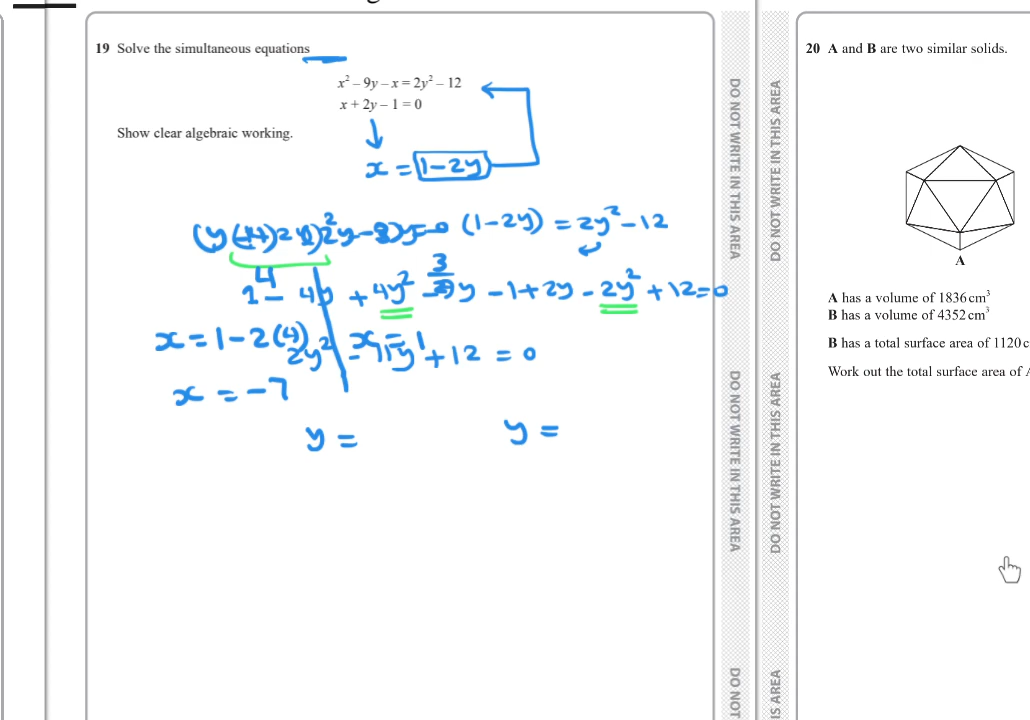 19 Solve the simultaneous equations
x² – 9y – x = 2y² – 12
x + 2y – 1 = 0
Show clear algebraic working.
x = 1 – 2y
(1 – 2y) = 2y² – 12
4y²
y – 1 + 2y – 2y² + 12 = 0
x = 1 – 2(4)
2y²
+ 12 = 0
x = –7
y =
y =
DO NOT WRITE IN THIS AREA
DO NOT WRITE IN THIS AREA
DO NOT
DO NOT WRITE IN THIS AREA
DO NOT WRITE IN THIS AREA
IS AREA
20 A and B are two similar solids.
A
A has a volume of 1836 cm³
B has a volume of 4352 cm³
B has a total surface area of 1120 c
Work out the total surface area of A